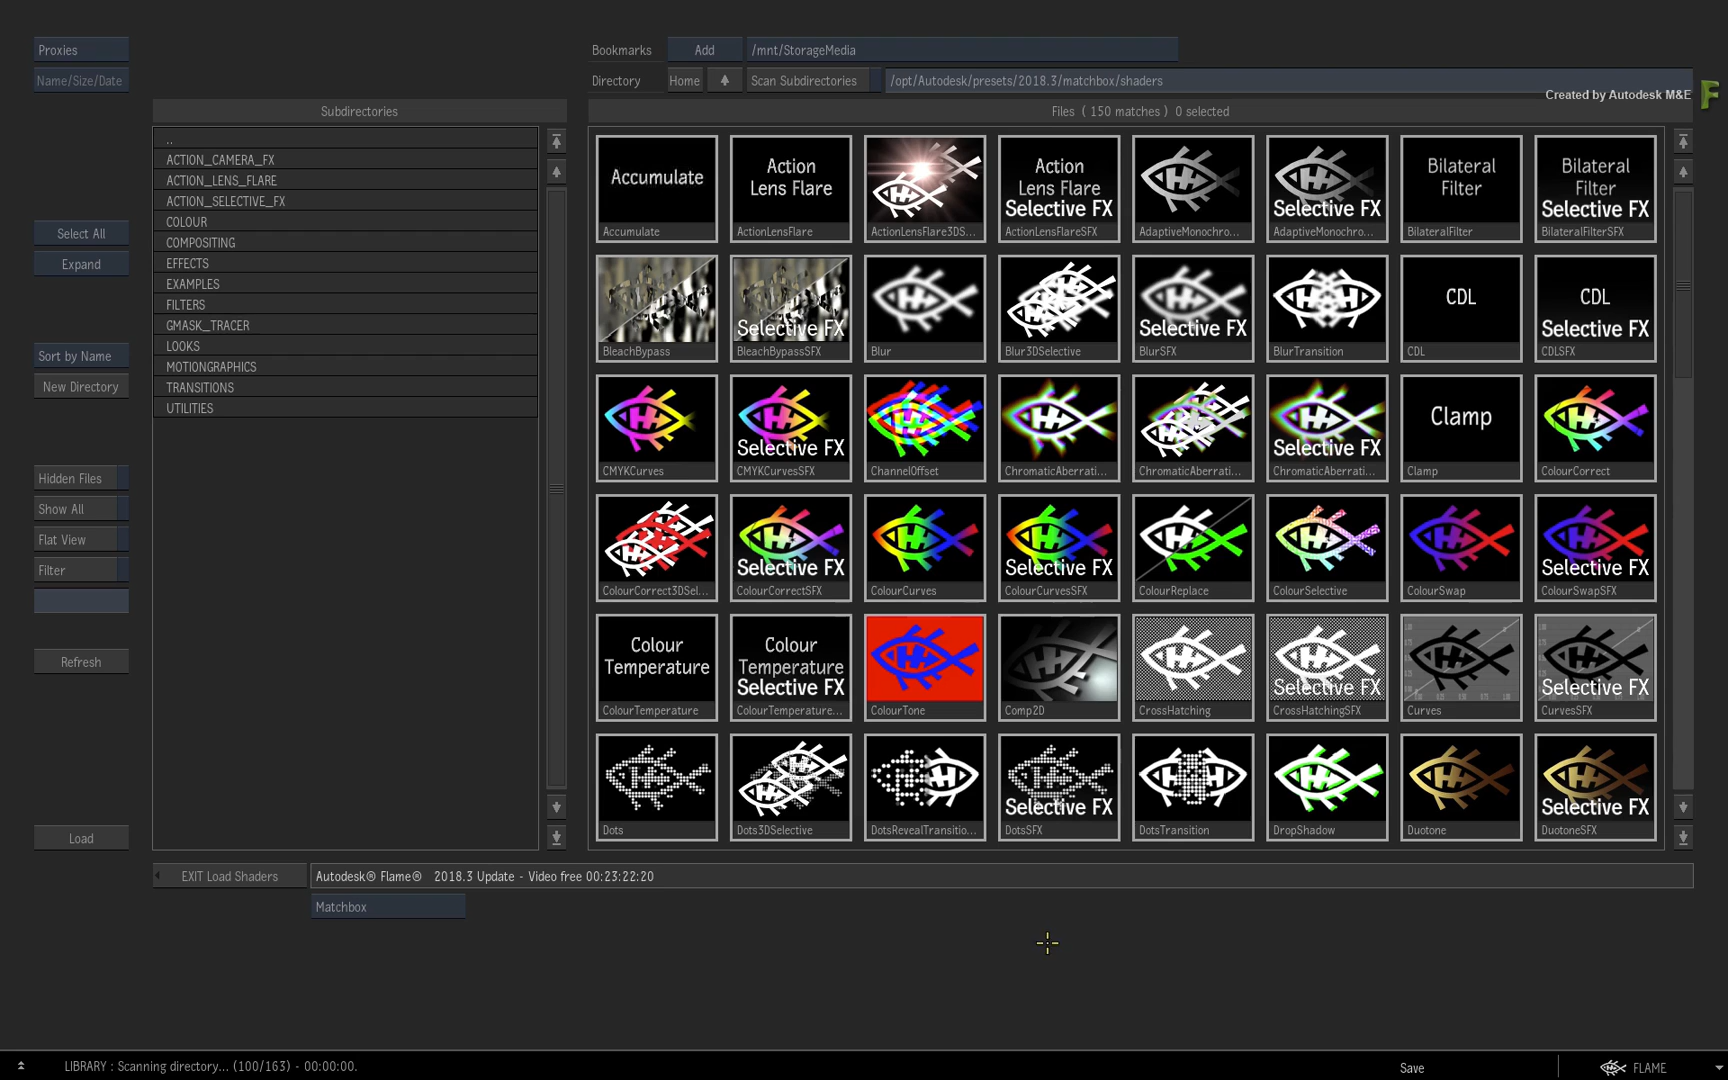 Proxies
Name/Size/Date
Bookmarks Add /mnt/StorageMedia
Directory Home Scan Subdirectories /opt/Autodesk/presets/2018.3/matchbox/shaders
Created by Autodesk M&E
Subdirectories
Files ( 150 matches ) 0 selected
..
ACTION_CAMERA_FX
ACTION_LENS_FLARE
ACTION_SELECTIVE_FX
COLOUR
COMPOSITING
EFFECTS
EXAMPLES
FILTERS
GMASK_TRACER
LOOKS
MOTIONGRAPHICS
TRANSITIONS
UTILITIES
Select All
Expand
Sort by Name
New Directory
Hidden Files
Show All
Flat View
Filter
Refresh
Load
Accumulate
Accumulate
Action
Lens Flare
ActionLensFlare
ActionLensFlare3DS...
Action
Lens Flare
Selective FX
ActionLensFlareSFX
AdaptiveMonochro...
Selective FX
AdaptiveMonochro...
Bilateral
Filter
BilateralFilter
Bilateral
Filter
Selective FX
BilateralFilterSFX
BleachBypass
Selective FX
BleachBypassSFX
Blur
Blur3DSelective
Selective FX
BlurSFX
BlurTransition
CDL
CDL
CDL
Selective FX
CDLSFX
CMYKCurves
Selective FX
CMYKCurvesSFX
ChannelOffset
ChromaticAberrati...
ChromaticAberrati...
Selective FX
ChromaticAberrati...
Clamp
Clamp
ColourCorrect
ColourCorrect3DSel...
Selective FX
ColourCorrectSFX
ColourCurves
Selective FX
ColourCurvesSFX
ColourReplace
Selective FX
ColourSelective
ColourSwap
Selective FX
ColourSwapSFX
Colour
Temperature
ColourTemperature
Colour
Temperature
Selective FX
ColourTemperature...
ColourTone
Comp2D
CrossHatching
Selective FX
CrossHatchingSFX
Curves
Selective FX
CurvesSFX
Dots
Dots3DSelective
DotsRevealTransitio...
Selective FX
DotsSFX
DotsTransition
DropShadow
Duotone
Selective FX
DuotoneSFX
EXIT Load Shaders
Autodesk® Flame® 2018.3 Update - Video free 00:23:22:20
Matchbox
LIBRARY : Scanning directory... (100/163) - 00:00:00.
Save
FLAME